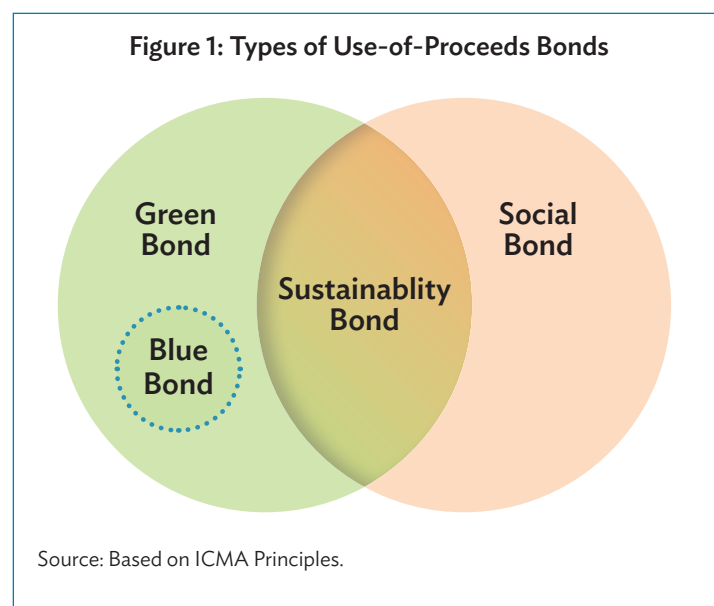 Figure 1: Types of Use-of-Proceeds Bonds
Green
Bond
Social
Bond
Sustainablity
Bond
Blue
Bond
Source: Based on ICMA Principles.